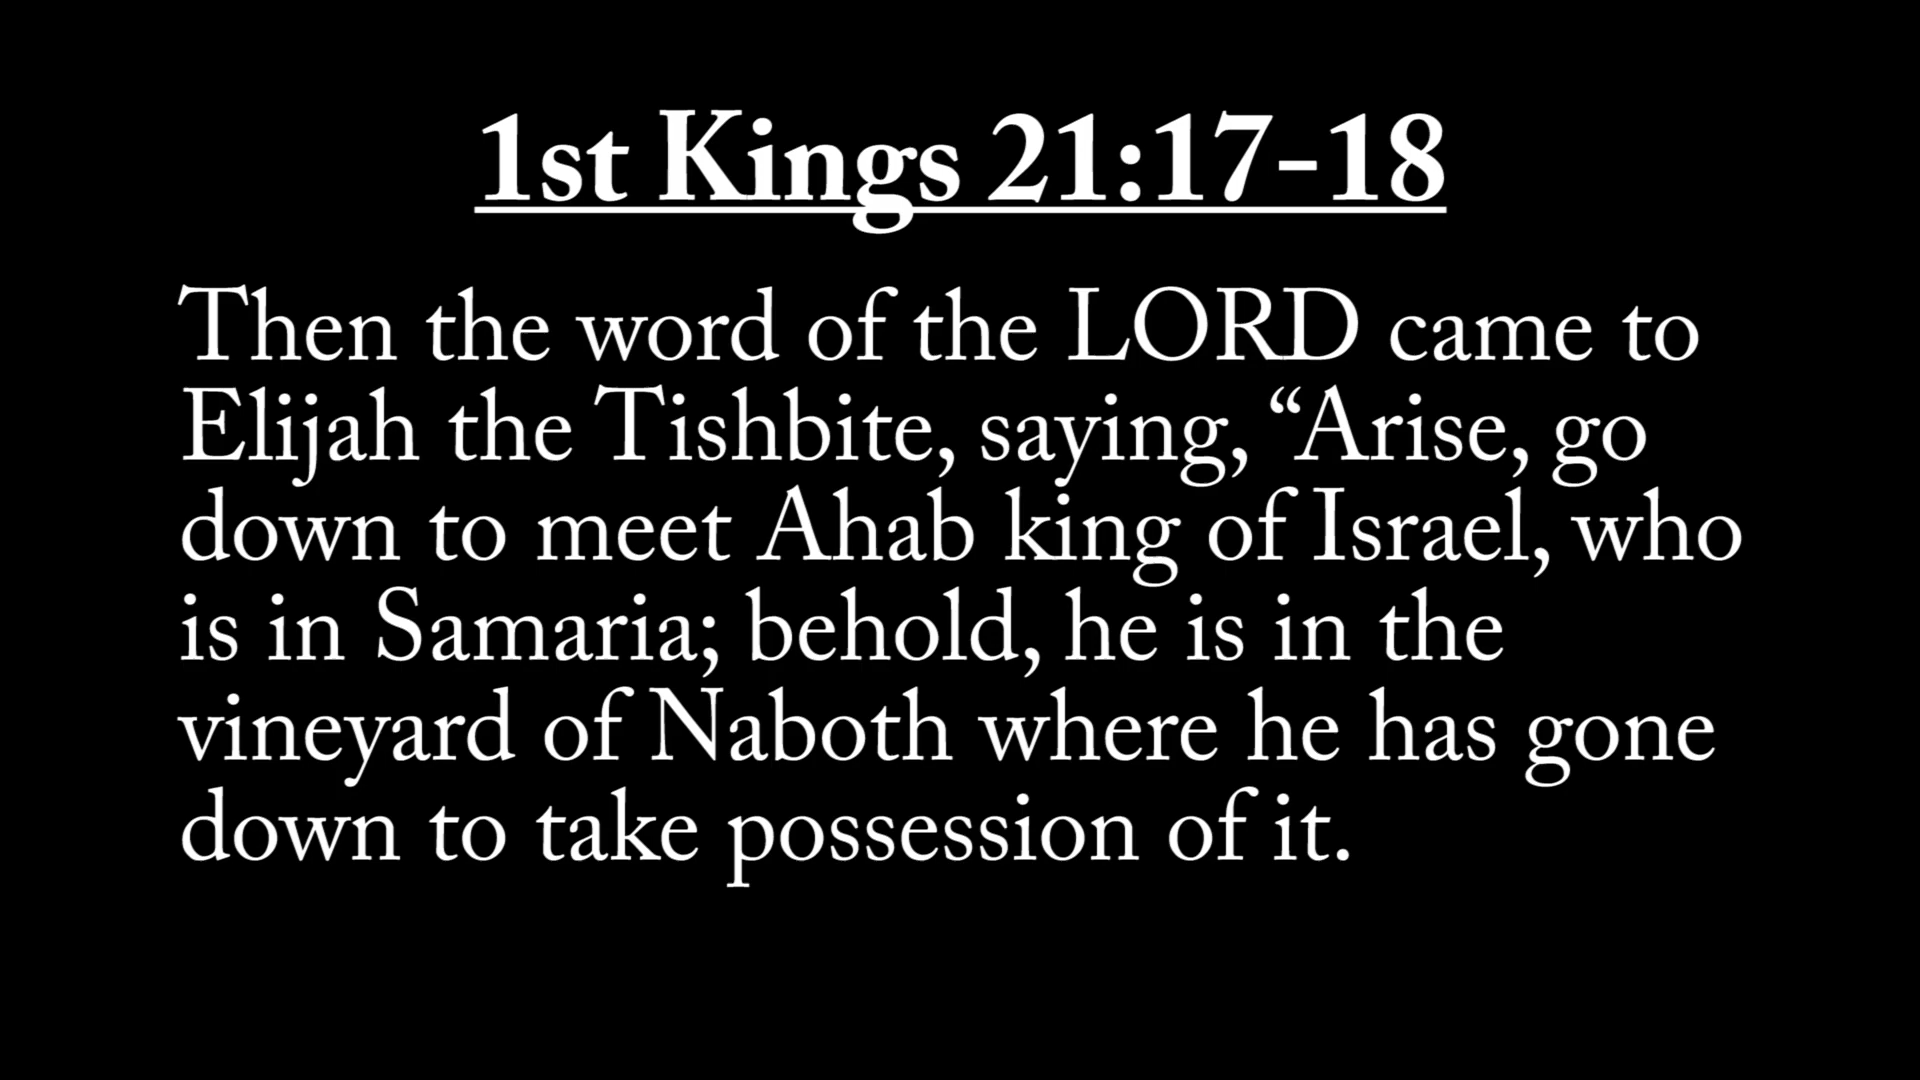 1st Kings 21:17-18
Then the word of the LORD came to
Elijah the Tishbite, saying, “Arise, go
down to meet Ahab king of Israel, who
is in Samaria; behold, he is in the
vineyard of Naboth where he has gone
down to take possession of it.